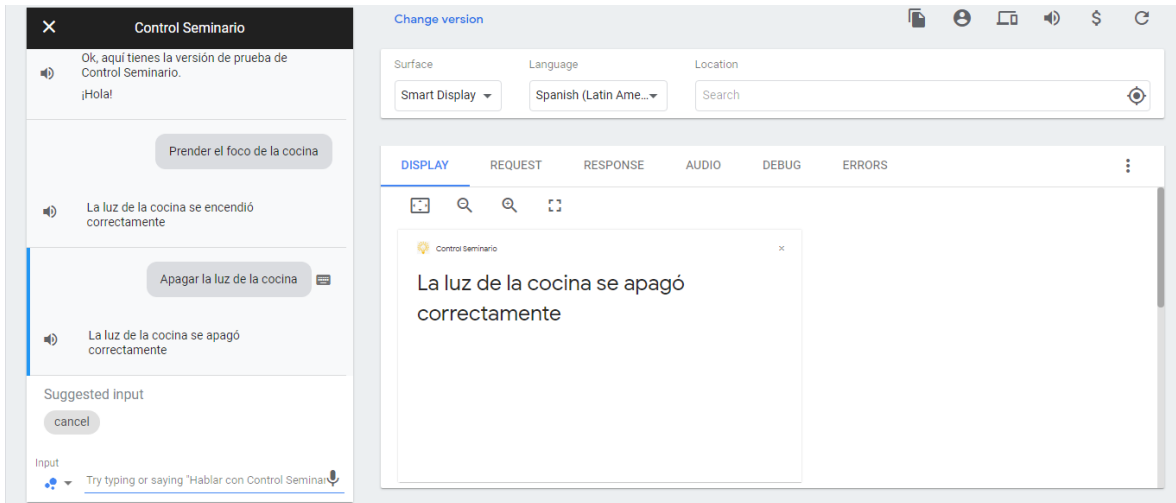 Control Seminario
Ok, aquí tienes la versión de prueba de
Control Seminario.
¡Hola!
Prender el foco de la cocina
La luz de la cocina se encendió
correctamente
Apagar la luz de la cocina
La luz de la cocina se apagó
correctamente
Suggested input
cancel
Input
Try typing or saying "Hablar con Control Seminar
Change version
Surface
Language
Location
Smart Display
Spanish (Latin Ame...
Search
DISPLAY REQUEST RESPONSE AUDIO DEBUG ERRORS
Control Seminario
La luz de la cocina se apagó
correctamente